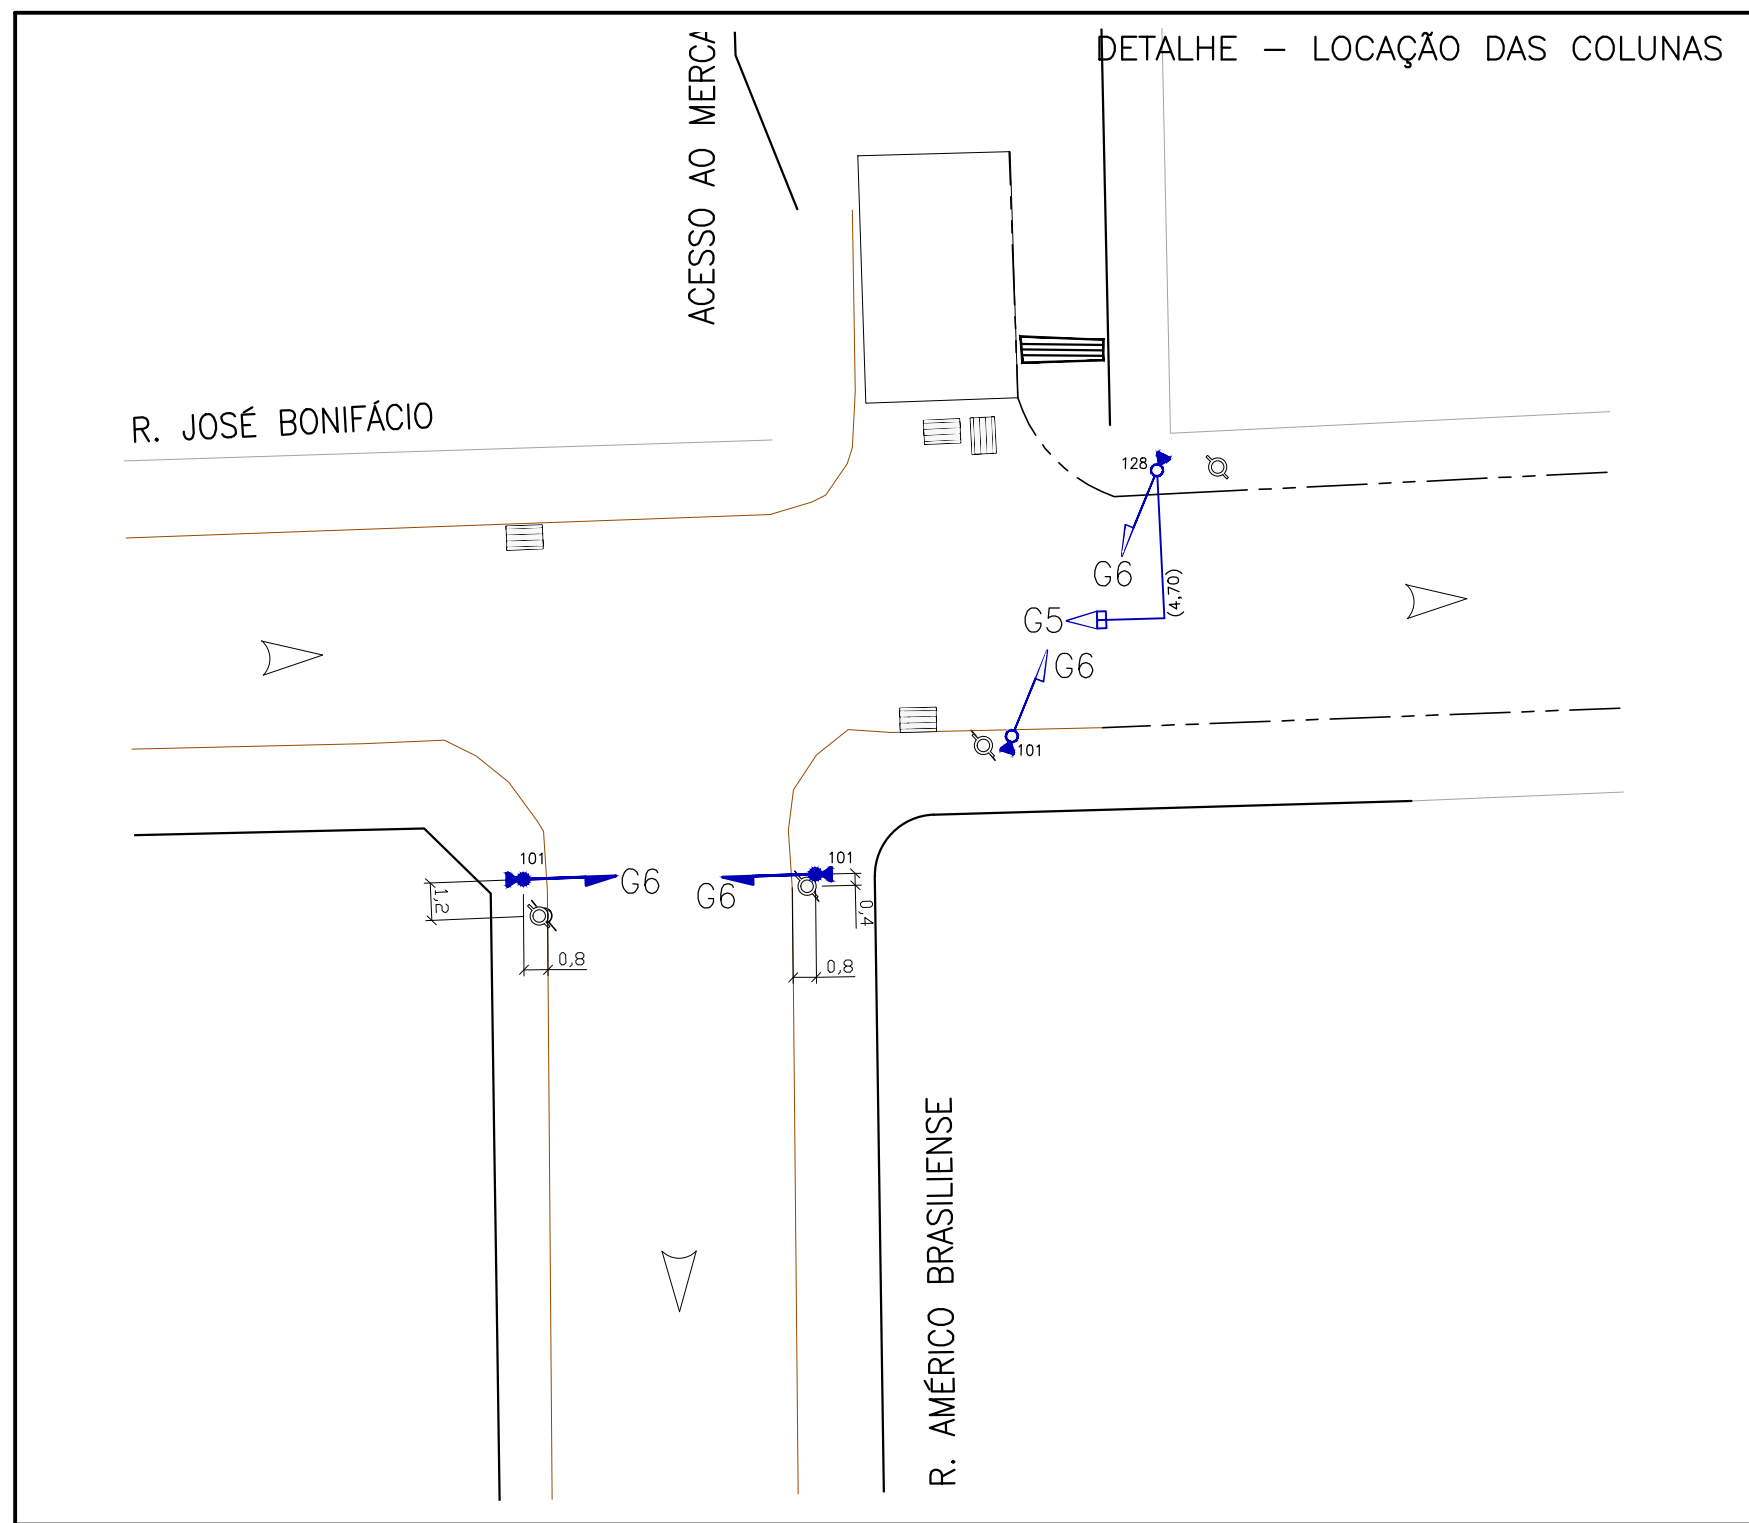 DETALHE – LOCAÇÃO DAS COLUNAS
ACESSO AO MERCA
R. JOSÉ BONIFÁCIO
128
G6
(4,70)
G5
G6
101
101
G6
101
G6
1,2
0,4
0,8
0,8
R. AMÉRICO BRASILIENSE